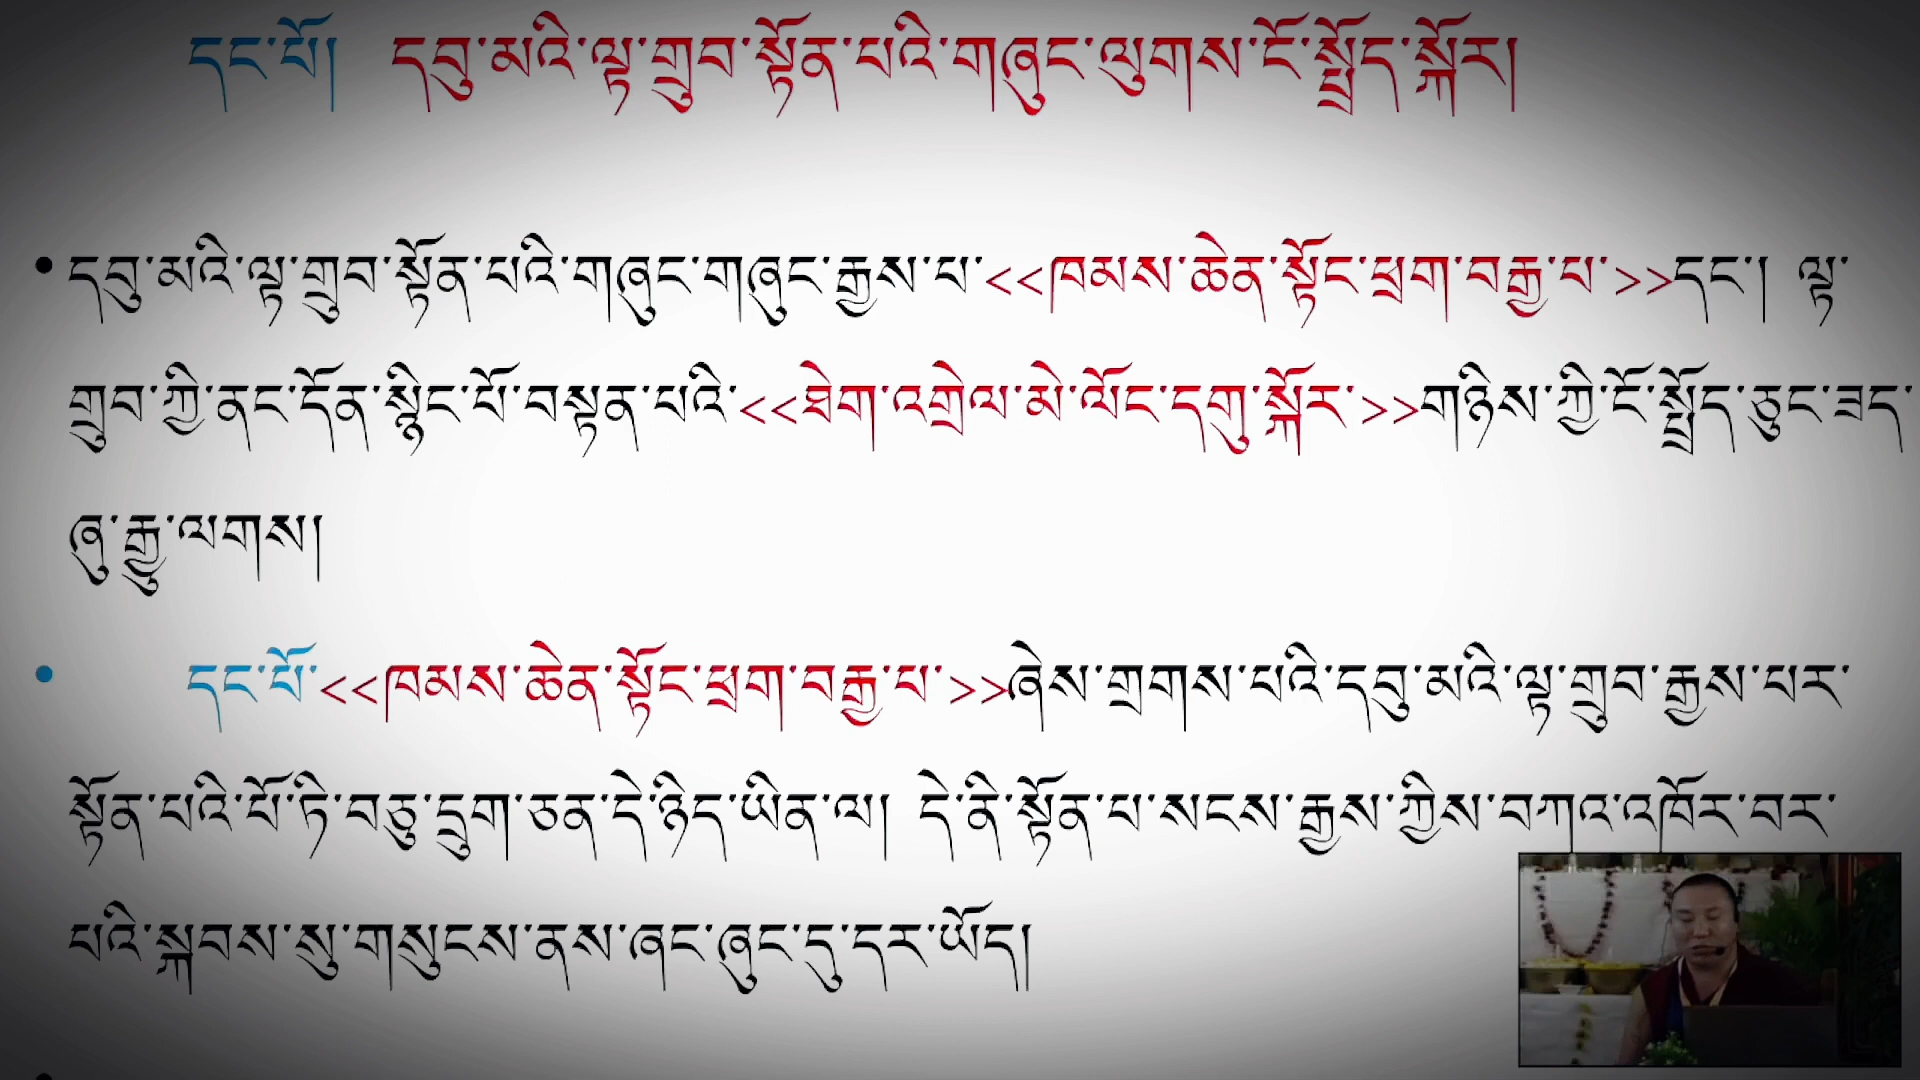 དང་པོ། དབུ་མའི་ལྟ་གྲུབ་སྟོན་པའི་གཞུང་ལུགས་ངོ་སྤྲོད་སྐོར།
• དབུ་མའི་ལྟ་གྲུབ་སྟོན་པའི་གཞུང་གཞུང་རྒྱས་པ་<<ཁམས་ཆེན་སྟོང་ཕྲག་བརྒྱ་པ་>>དང་། ལྟ་
གྲུབ་ཀྱི་ནང་དོན་སྙིང་པོ་བསྟན་པའི་<<ཐེག་འགྲེལ་མེ་ལོང་དགུ་སྐོར་>>གཉིས་ཀྱི་ངོ་སྤྲོད་ཅུང་ཟད་
ཞུ་རྒྱུ་ལགས།
• དང་པོ་<<ཁམས་ཆེན་སྟོང་ཕྲག་བརྒྱ་པ་>>ཞེས་གྲགས་པའི་དབུ་མའི་ལྟ་གྲུབ་རྒྱས་པར་
སྟོན་པའི་པོ་ཏི་བཅུ་དྲུག་ཅན་དེ་ཉིད་ཡིན་ལ། དེ་ནི་སྟོན་པ་སངས་རྒྱས་ཀྱིས་བཀའ་འཁོར་བར་
པའི་སྐབས་སུ་གསུངས་ནས་ཞང་ཞུང་དུ་དར་ཡོད།